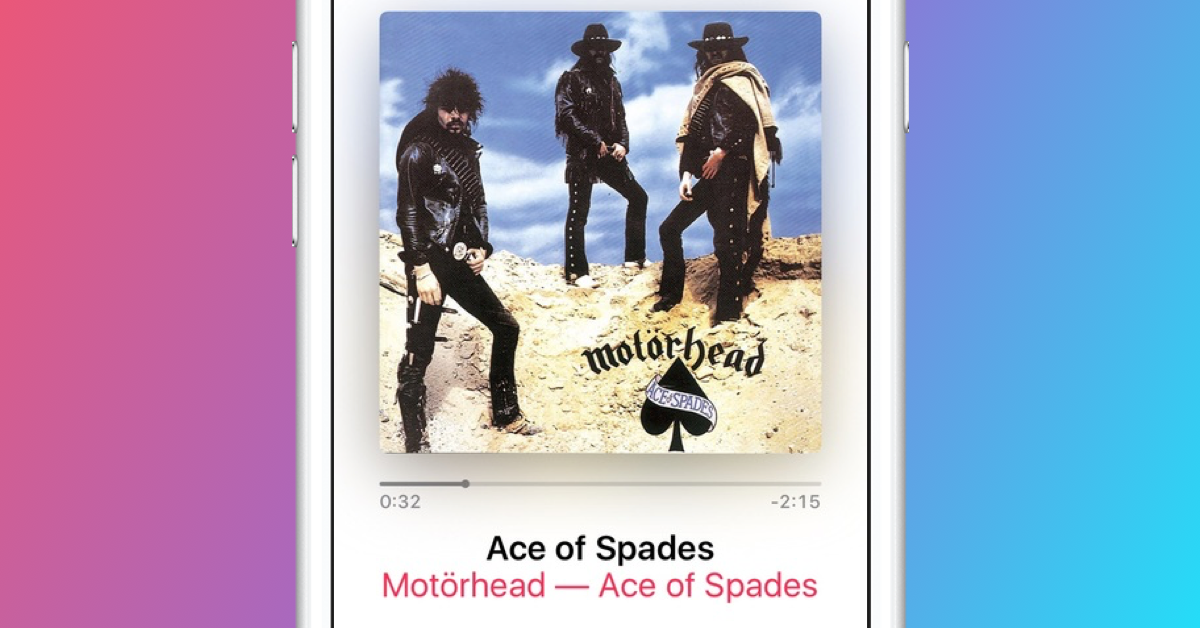 motörhead
ACE of SPADES
0:32 -2:15
Ace of Spades
Motörhead — Ace of Spades